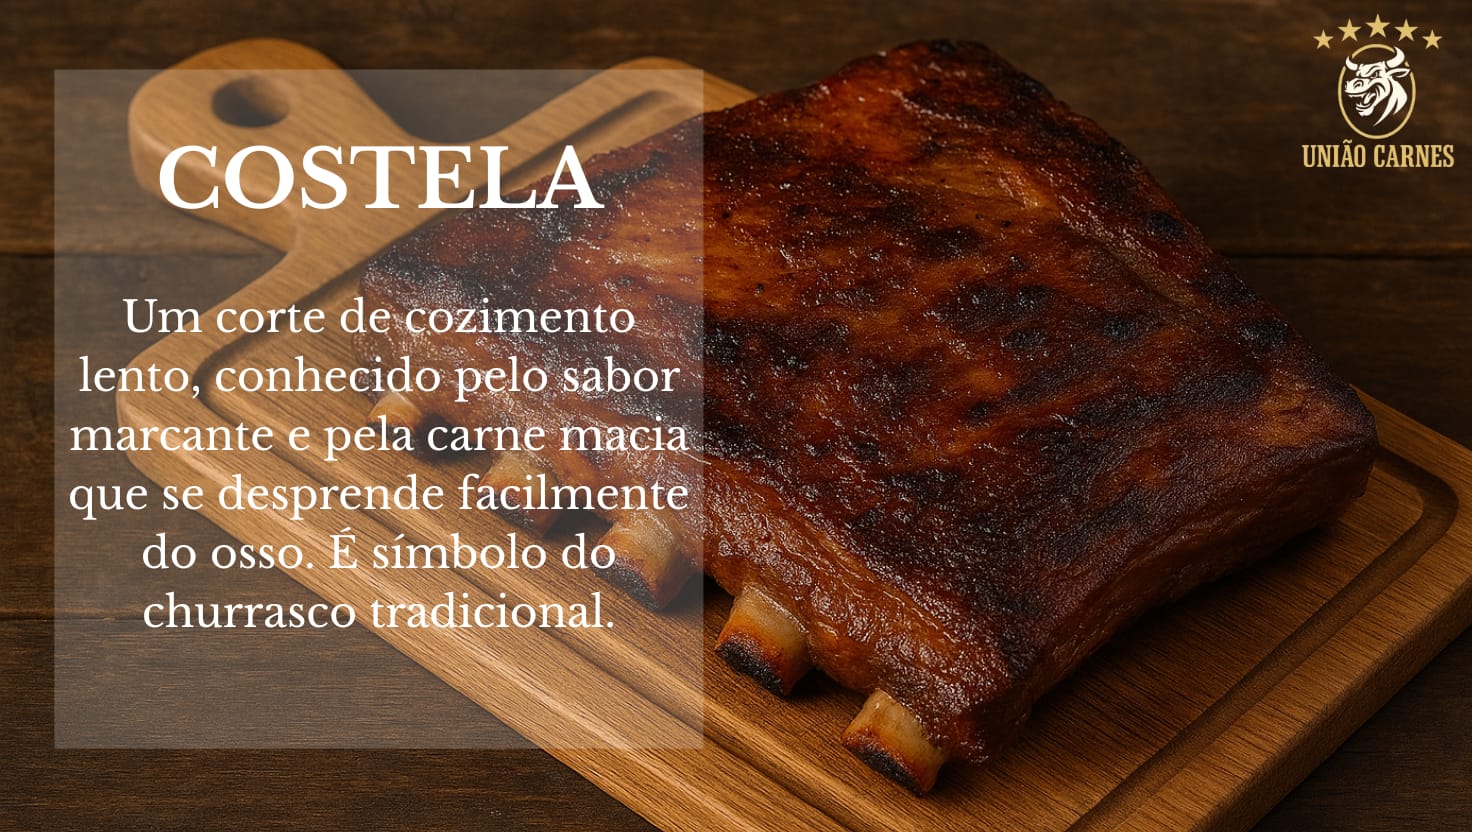 COSTELA
Um corte de cozimento
lento, conhecido pelo sabor
marcante e pela carne macia
que se desprende facilmente
do osso. É símbolo do
churrasco tradicional.
UNIÃO CARNES